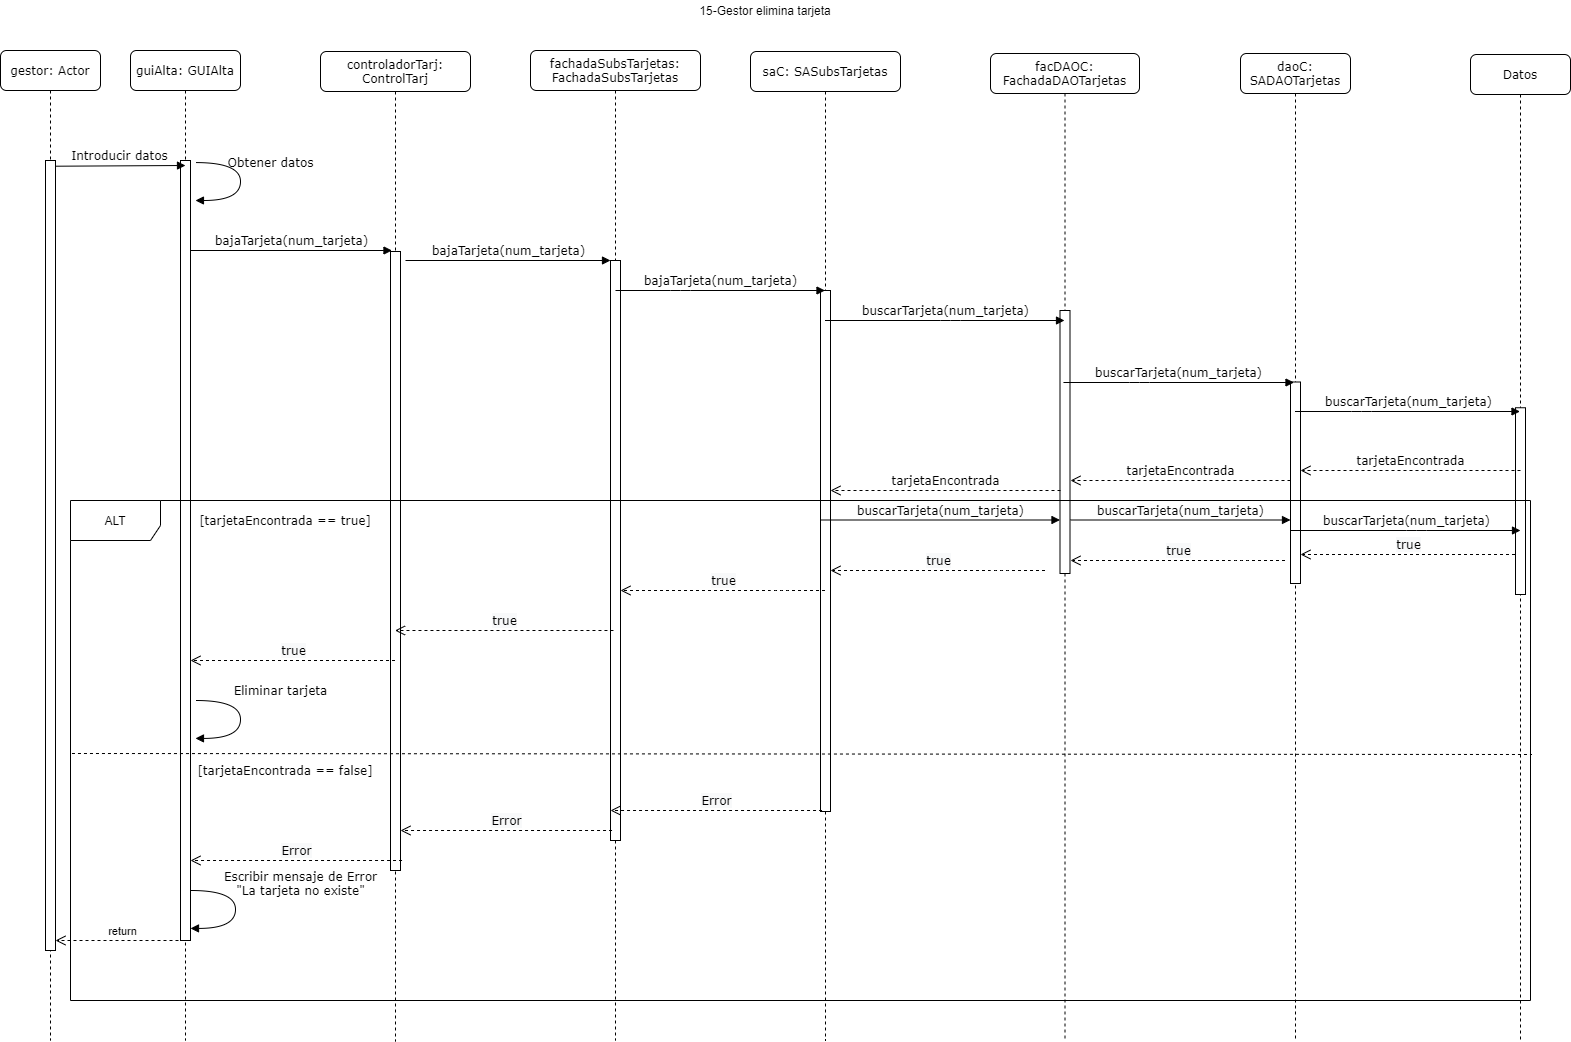 15-Gestor elimina tarjeta
gestor: Actor
guiAlta: GUIAlta
controladorTarj:
ControlTarj
fachadaSubsTarjetas:
FachadaSubsTarjetas
saC: SASubsTarjetas
facDAOC:
FachadaDAOTarjetas
daoC:
SADAOTarjetas
Datos
Introducir datos
Obtener datos
bajaTarjeta(num_tarjeta)
bajaTarjeta(num_tarjeta)
bajaTarjeta(num_tarjeta)
buscarTarjeta(num_tarjeta)
buscarTarjeta(num_tarjeta)
buscarTarjeta(num_tarjeta)
tarjetaEncontrada
tarjetaEncontrada
tarjetaEncontrada
ALT
[tarjetaEncontrada == true]
buscarTarjeta(num_tarjeta)
buscarTarjeta(num_tarjeta)
buscarTarjeta(num_tarjeta)
true
true
true
true
true
true
Eliminar tarjeta
[tarjetaEncontrada == false]
Error
Error
Error
Escribir mensaje de Error
"La tarjeta no existe"
return